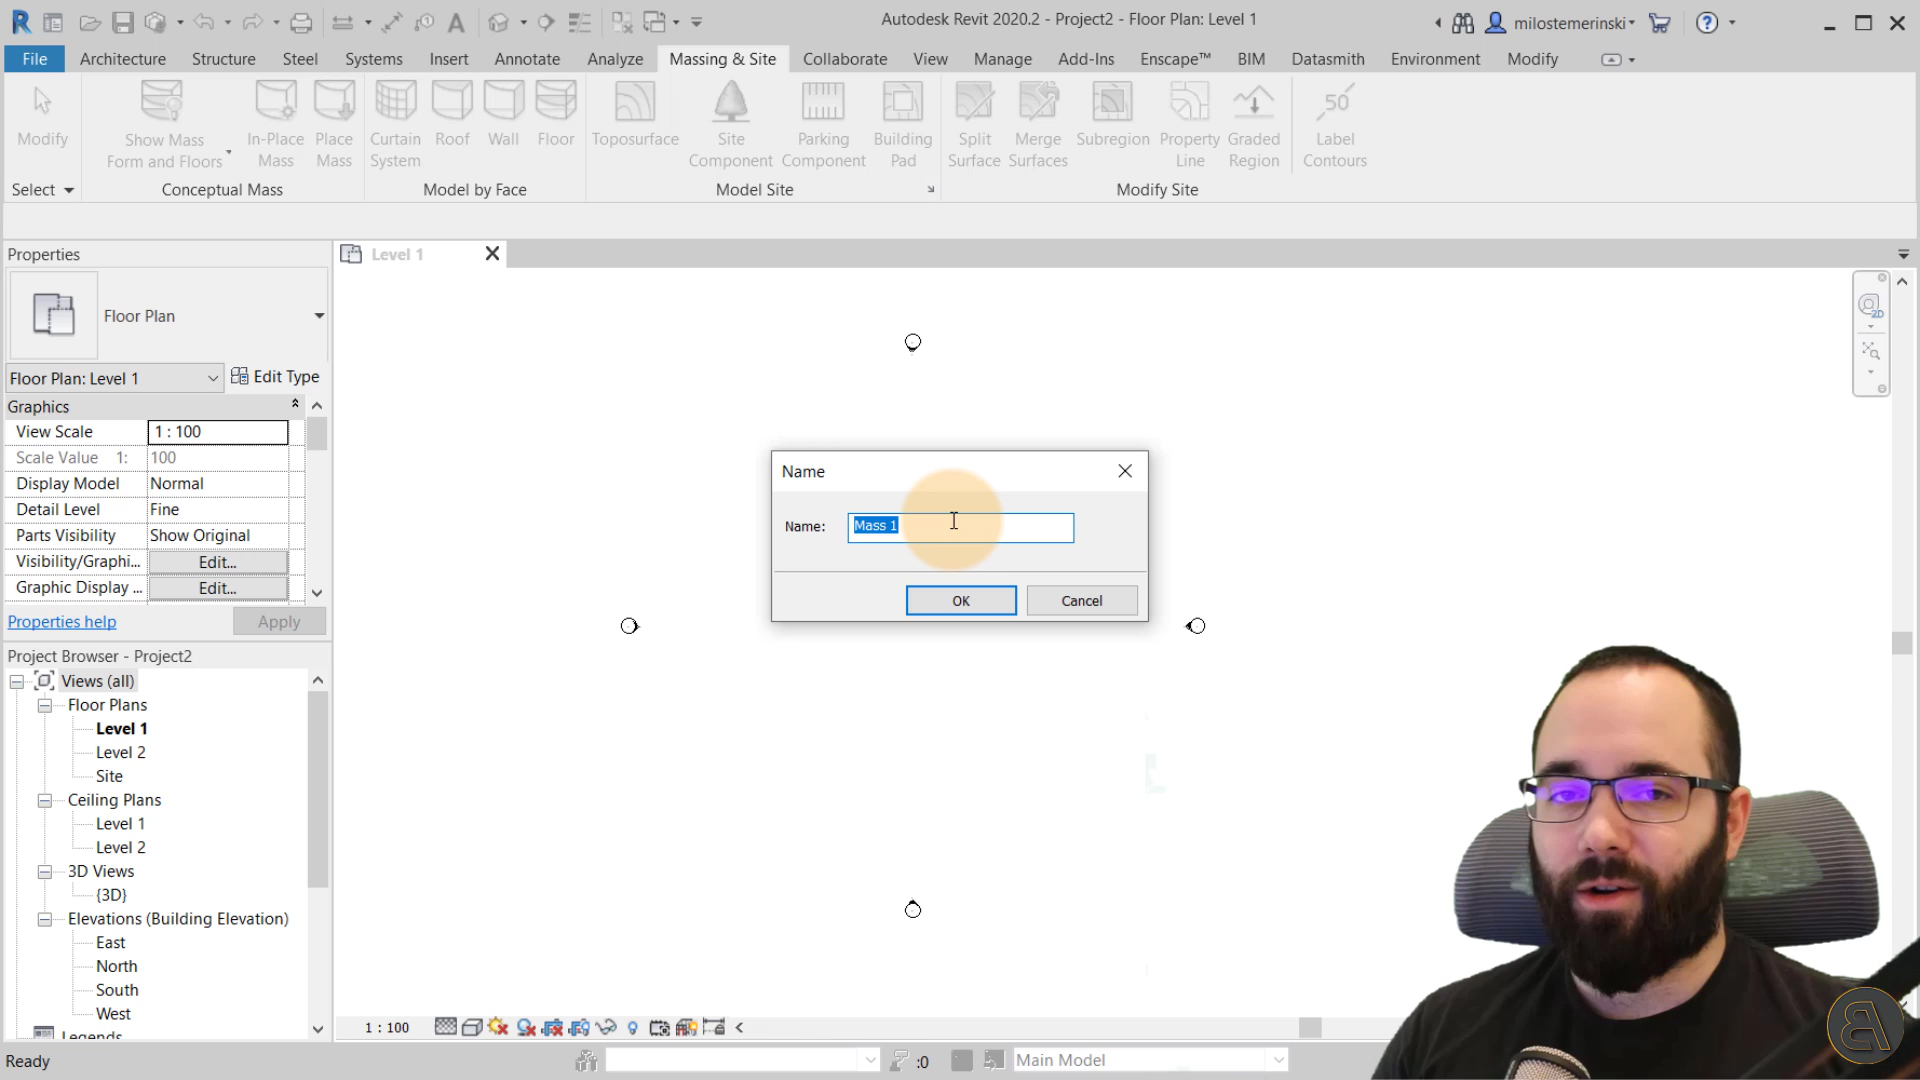 Autodesk Revit 2020.2 - Project2 - Floor Plan: Level 1
milostemerinski
File
Architecture
Structure
Steel
Systems
Insert
Annotate
Analyze
Massing & Site
Collaborate
View
Manage
Add-Ins
Enscape™
BIM
Datasmith
Environment
Modify
Modify
Show Mass
Form and Floors
In-Place
Mass
Place
Mass
Curtain
System
Roof
Wall
Floor
Toposurface
Site
Component
Parking
Component
Building
Pad
Split
Surface
Merge
Surfaces
Subregion
Property
Line
Graded
Region
50
Label
Contours
Select
Conceptual Mass
Model by Face
Model Site
Modify Site
Properties
Level 1
Floor Plan
Floor Plan: Level 1
Edit Type
Graphics
View Scale
1 : 100
Scale Value 1:
100
Display Model
Normal
Detail Level
Fine
Parts Visibility
Show Original
Visibility/Graphi...
Edit...
Graphic Display ...
Edit...
Properties help
Apply
Project Browser - Project2
Views (all)
Floor Plans
Level 1
Level 2
Site
Ceiling Plans
Level 1
Level 2
3D Views
{3D}
Elevations (Building Elevation)
East
North
South
West
Legends
Name
Name:
Mass 1
OK
Cancel
2D
1 : 100
Ready
:0
Main Model